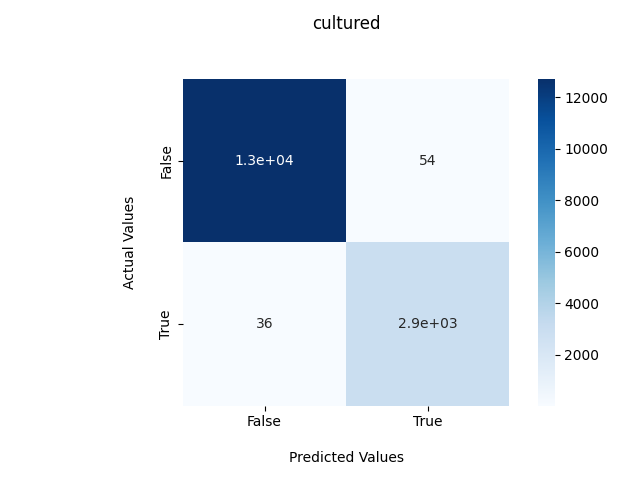 cultured
False
1.3e+04
54
12000
10000
8000
6000
4000
2000
Actual Values
True
36
2.9e+03
False
True
Predicted Values